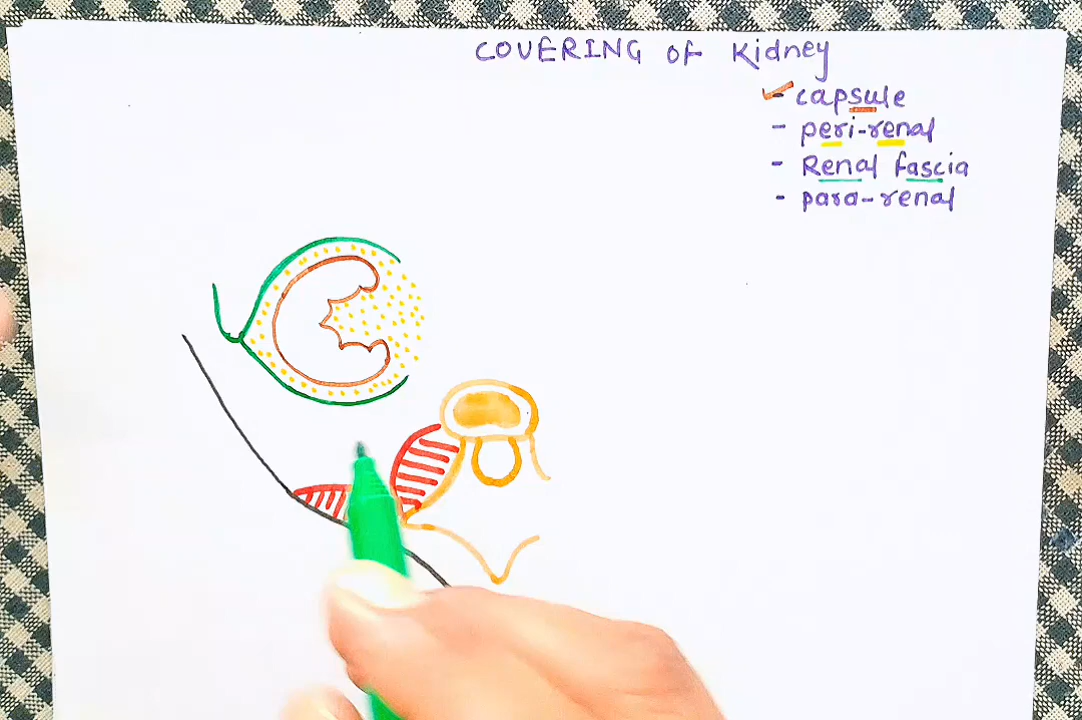 COVERING of Kidney
- capsule
- peri-renal
- Renal fascia
- para-renal